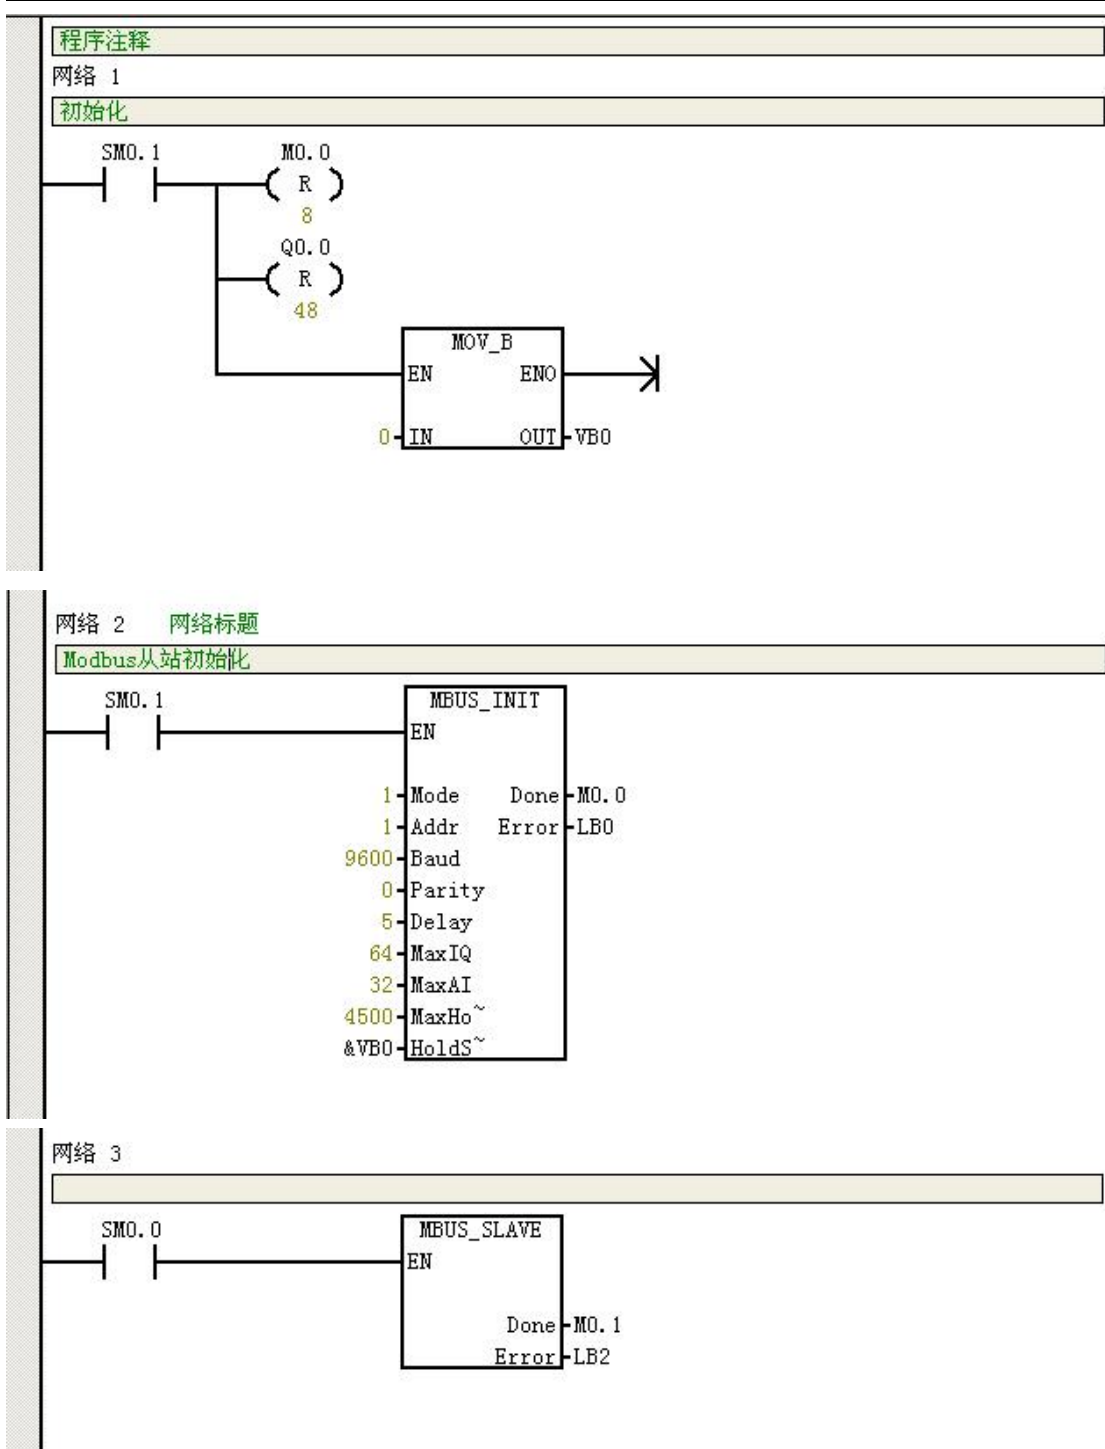 程序注释
网络 1
初始化
SM0.1
M0.0
R
8
Q0.0
R
48
MOV_B
EN ENO
0 IN OUT VB0
网络 2 网络标题
Modbus从站初始化
SM0.1
MBUS_INIT
EN
1 Mode Done M0.0
1 Addr Error LB0
9600 Baud
0 Parity
5 Delay
64 MaxIQ
32 MaxAI
4500 MaxHo~
&VB0 HoldS~
网络 3
SM0.0
MBUS_SLAVE
EN
Done M0.1
Error LB2